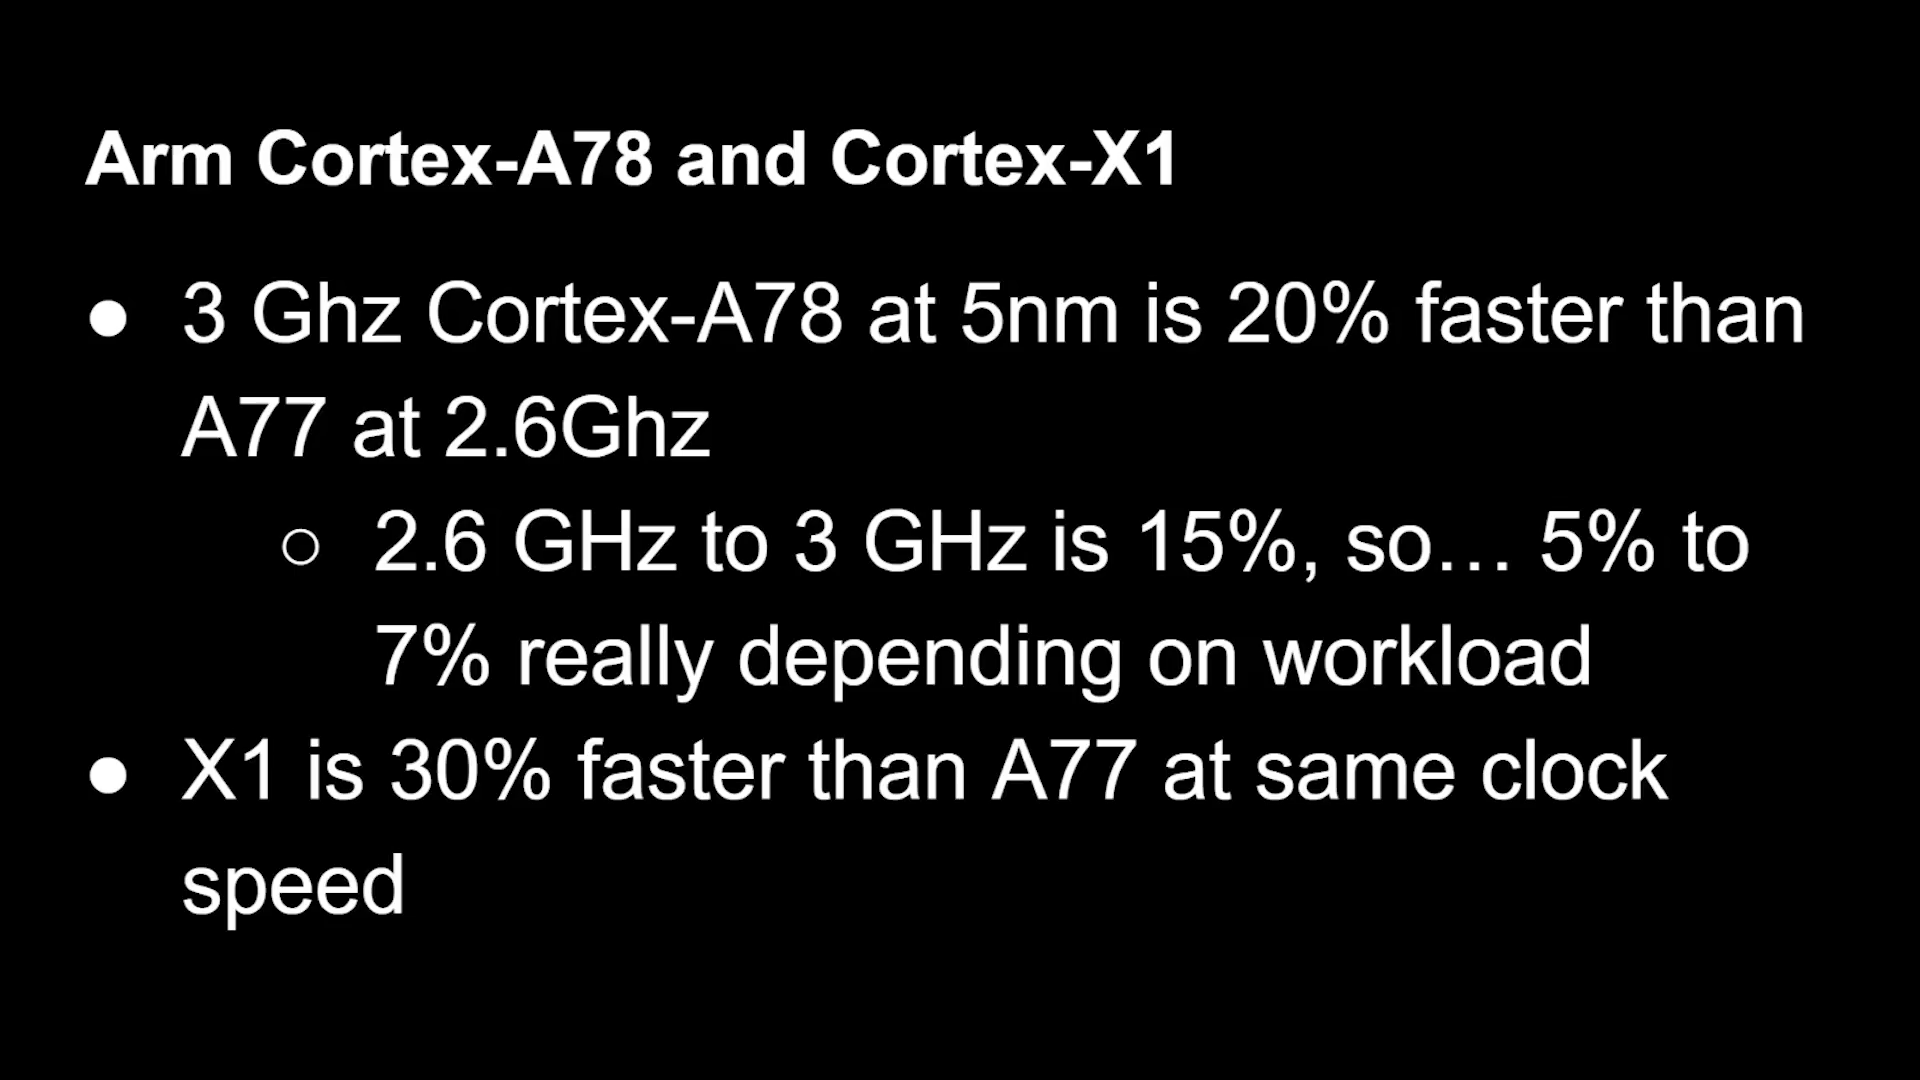 Arm Cortex-A78 and Cortex-X1
● 3 Ghz Cortex-A78 at 5nm is 20% faster than
A77 at 2.6Ghz
○ 2.6 GHz to 3 GHz is 15%, so... 5% to
7% really depending on workload
● X1 is 30% faster than A77 at same clock
speed